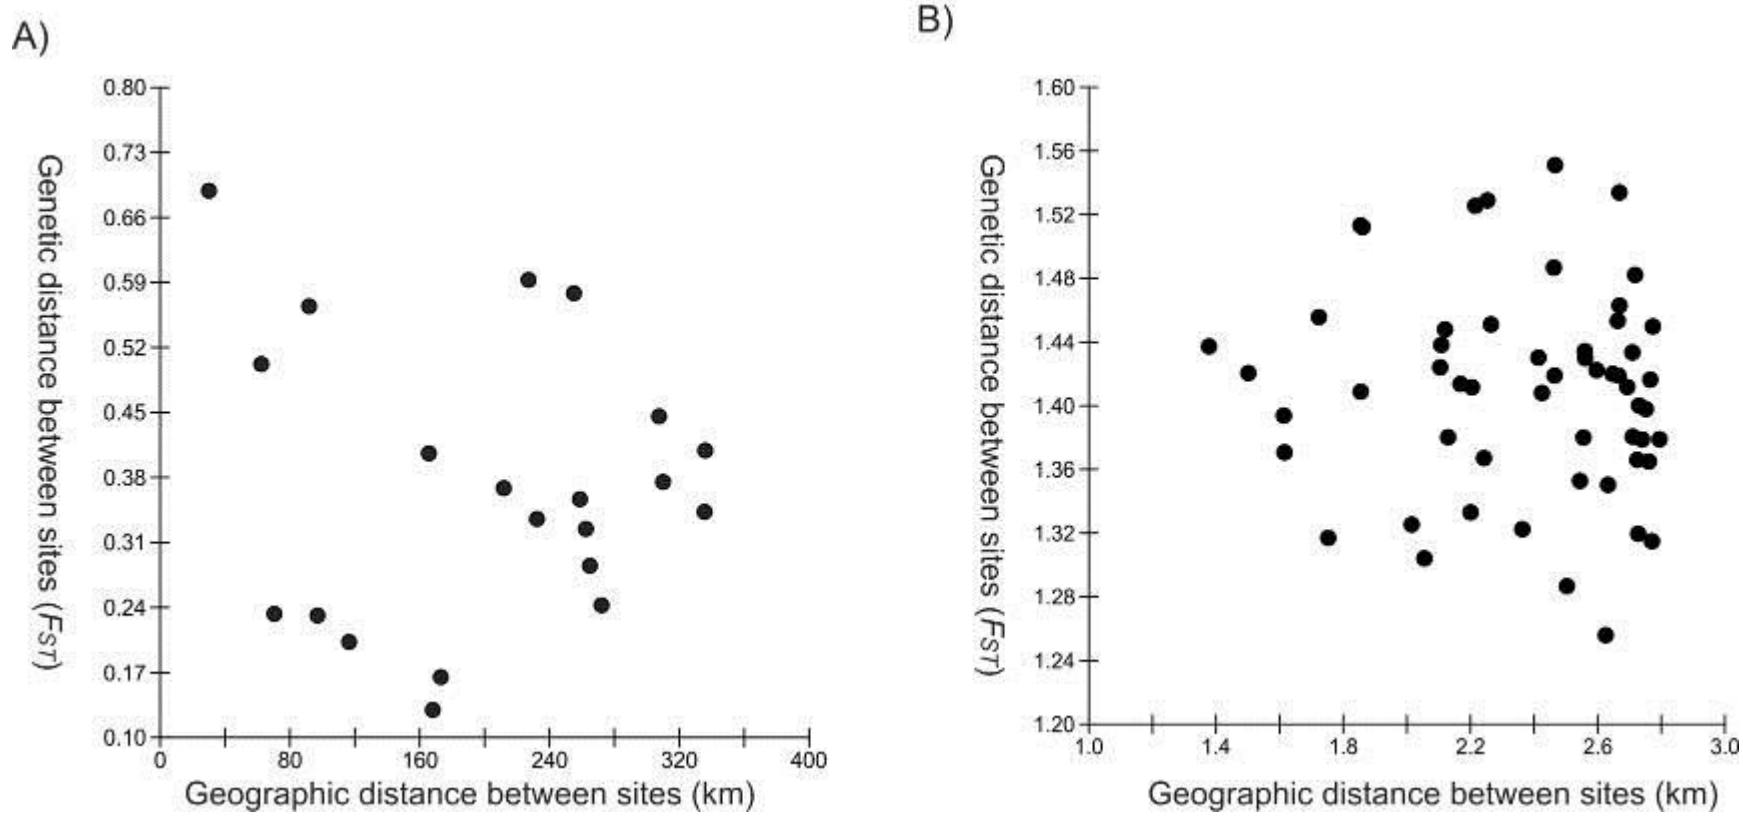 A)
0.80
0.73
0.66
0.59
0.52
0.45
0.38
0.31
0.24
0.17
0.10
Genetic distance between sites (FST)
0 80 160 240 320 400
Geographic distance between sites (km)
B)
1.60
1.56
1.52
1.48
1.44
1.40
1.36
1.32
1.28
1.24
1.20
Genetic distance between sites (FST)
1.0 1.4 1.8 2.2 2.6 3.0
Geographic distance between sites (km)